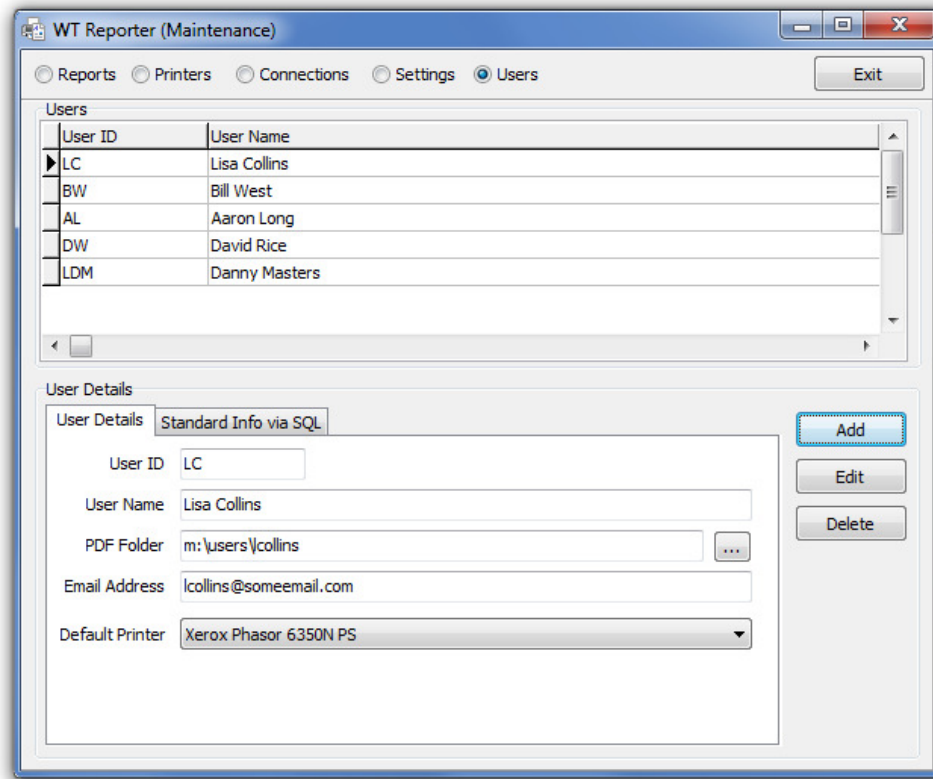 WT Reporter (Maintenance)
Reports Printers Connections Settings Users Exit
Users
User ID User Name
LC Lisa Collins
BW Bill West
AL Aaron Long
DW David Rice
LDM Danny Masters
User Details
User Details Standard Info via SQL
Add
User ID LC
Edit
User Name Lisa Collins
Delete
PDF Folder m:\users\lcollins ...
Email Address lcollins@someemail.com
Default Printer Xerox Phasor 6350N PS